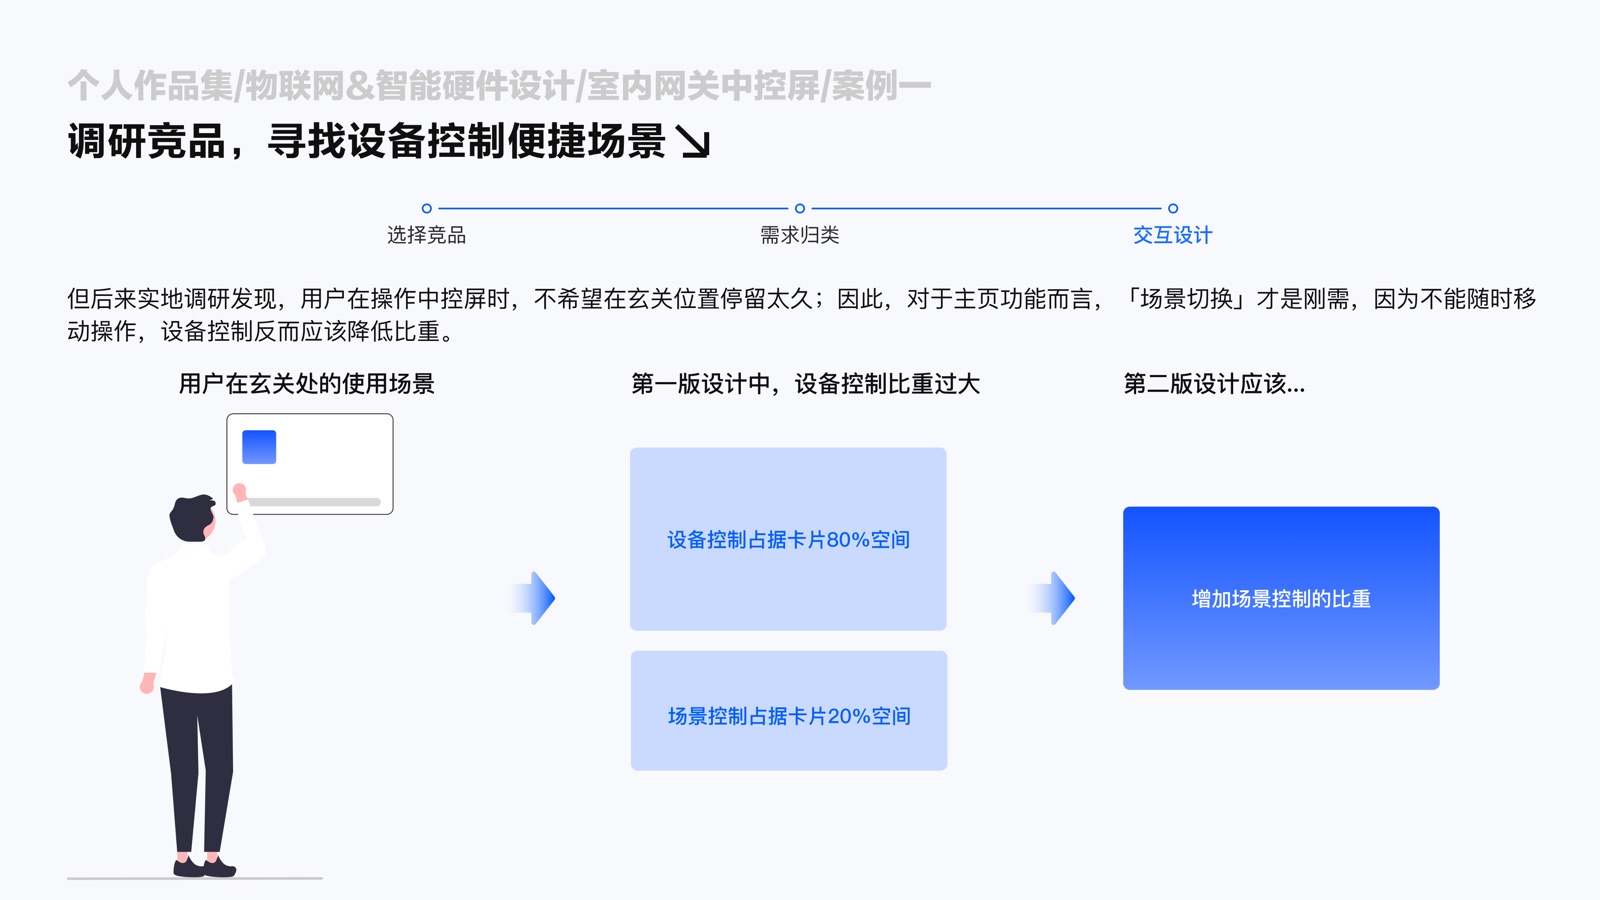 个人作品集/物联网&智能硬件设计/室内网关中控屏/案例一
调研竞品，寻找设备控制便捷场景↘
选择竞品
需求归类
交互设计
但后来实地调研发现，用户在操作中控屏时，不希望在玄关位置停留太久；因此，对于主页功能而言，「场景切换」才是刚需，因为不能随时移
动操作，设备控制反而应该降低比重。
用户在玄关处的使用场景
第一版设计中，设备控制比重过大
第二版设计应该...
设备控制占据卡片80%空间
场景控制占据卡片20%空间
增加场景控制的比重